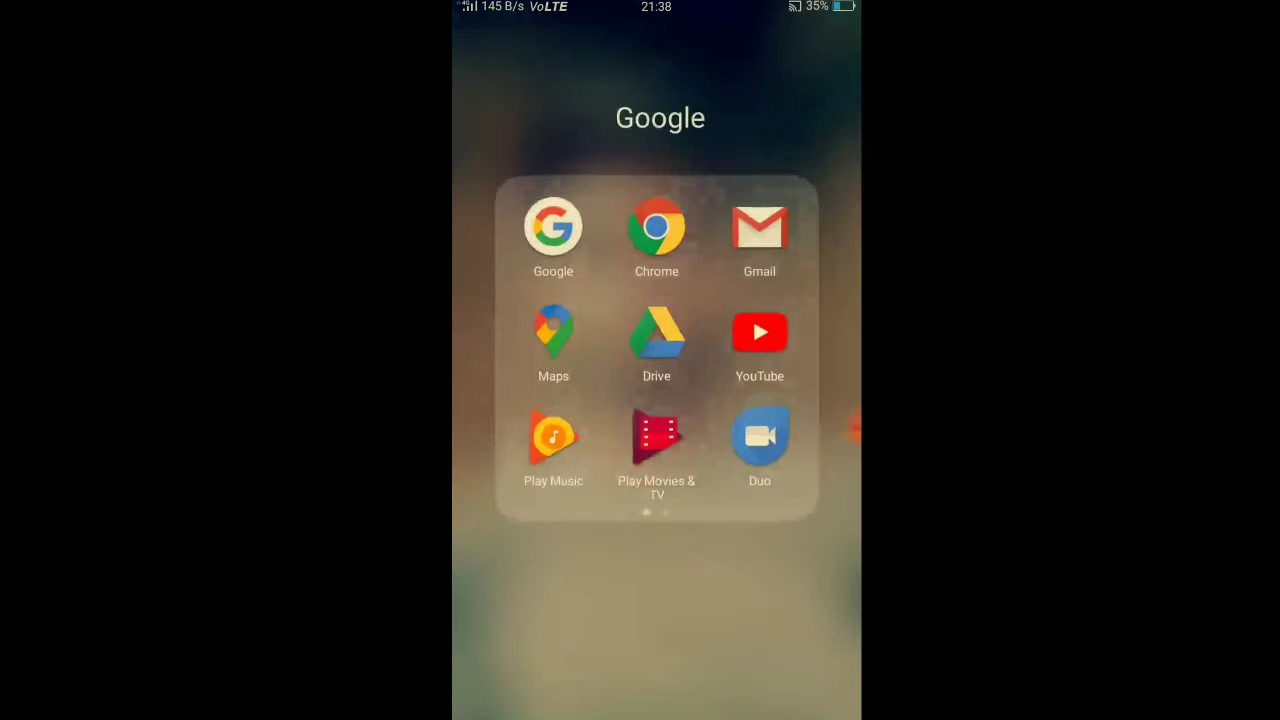 145 B/s VoLTE 21:38 35%
Google
Google Chrome Gmail
Maps Drive YouTube
Play Music Play Movies & Duo
TV